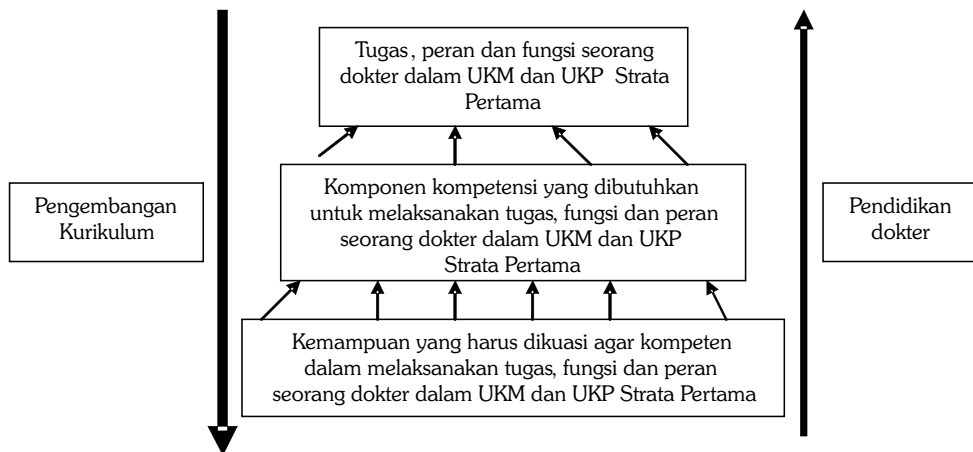 Tugas, peran dan fungsi seorang
dokter dalam UKM dan UKP Strata
Pertama
Pengembangan
Kurikulum
Komponen kompetensi yang dibutuhkan
untuk melaksanakan tugas, fungsi dan peran
seorang dokter dalam UKM dan UKP
Strata Pertama
Pendidikan
dokter
Kemampuan yang harus dikuasi agar kompeten
dalam melaksanakan tugas, fungsi dan peran
seorang dokter dalam UKM dan UKP Strata Pertama